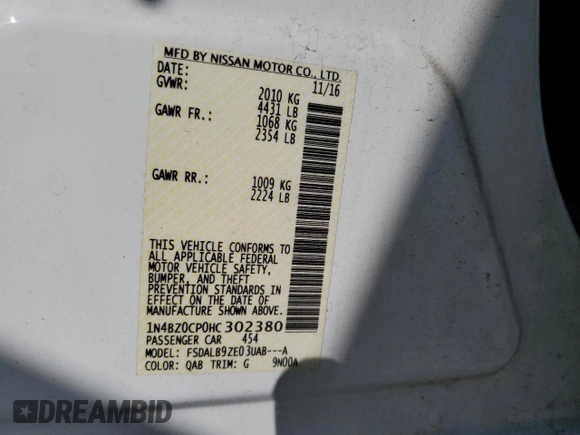 MFD BY NISSAN MOTOR CO., LTD.
DATE: 11/16
GVWR: 2010 KG
4431 LB
GAWR FR.: 1068 KG
2354 LB
GAWR RR.: 1009 KG
2224 LB
THIS VEHICLE CONFORMS TO
ALL APPLICABLE FEDERAL
MOTOR VEHICLE SAFETY,
BUMPER, AND THEFT
PREVENTION STANDARDS IN
EFFECT ON THE DATE OF
MANUFACTURE SHOWN ABOVE.
1N4BZ0CP0HC302380
PASSENGER CAR 454
MODEL: FSDALB9ZE03UAB---A
COLOR: QAB TRIM: G 9N00A
DREAMBID